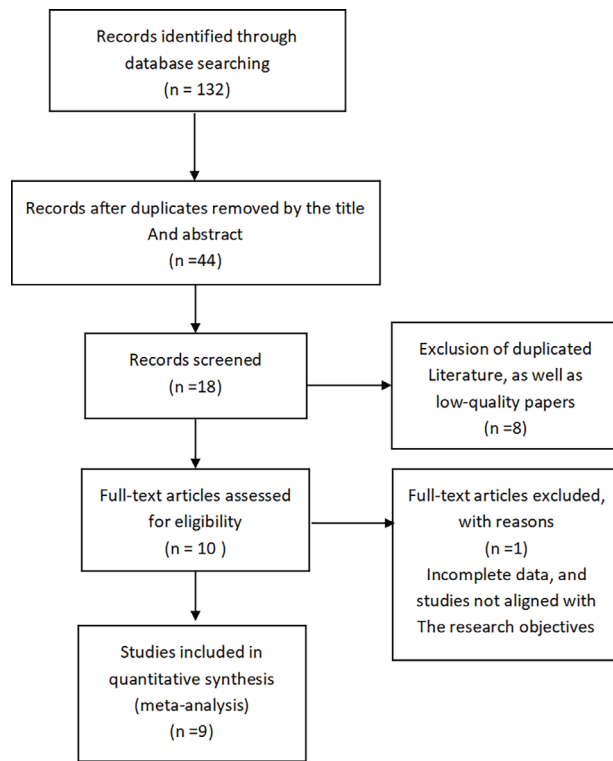 Records identified through
database searching
(n = 132)
Records after duplicates removed by the title
And abstract
(n =44)
Records screened
(n =18)
Exclusion of duplicated
Literature, as well as
low-quality papers
(n =8)
Full-text articles assessed
for eligibility
(n = 10 )
Full-text articles excluded,
with reasons
(n =1)
Incomplete data, and
studies not aligned with
The research objectives
Studies included in
quantitative synthesis
(meta-analysis)
(n =9)